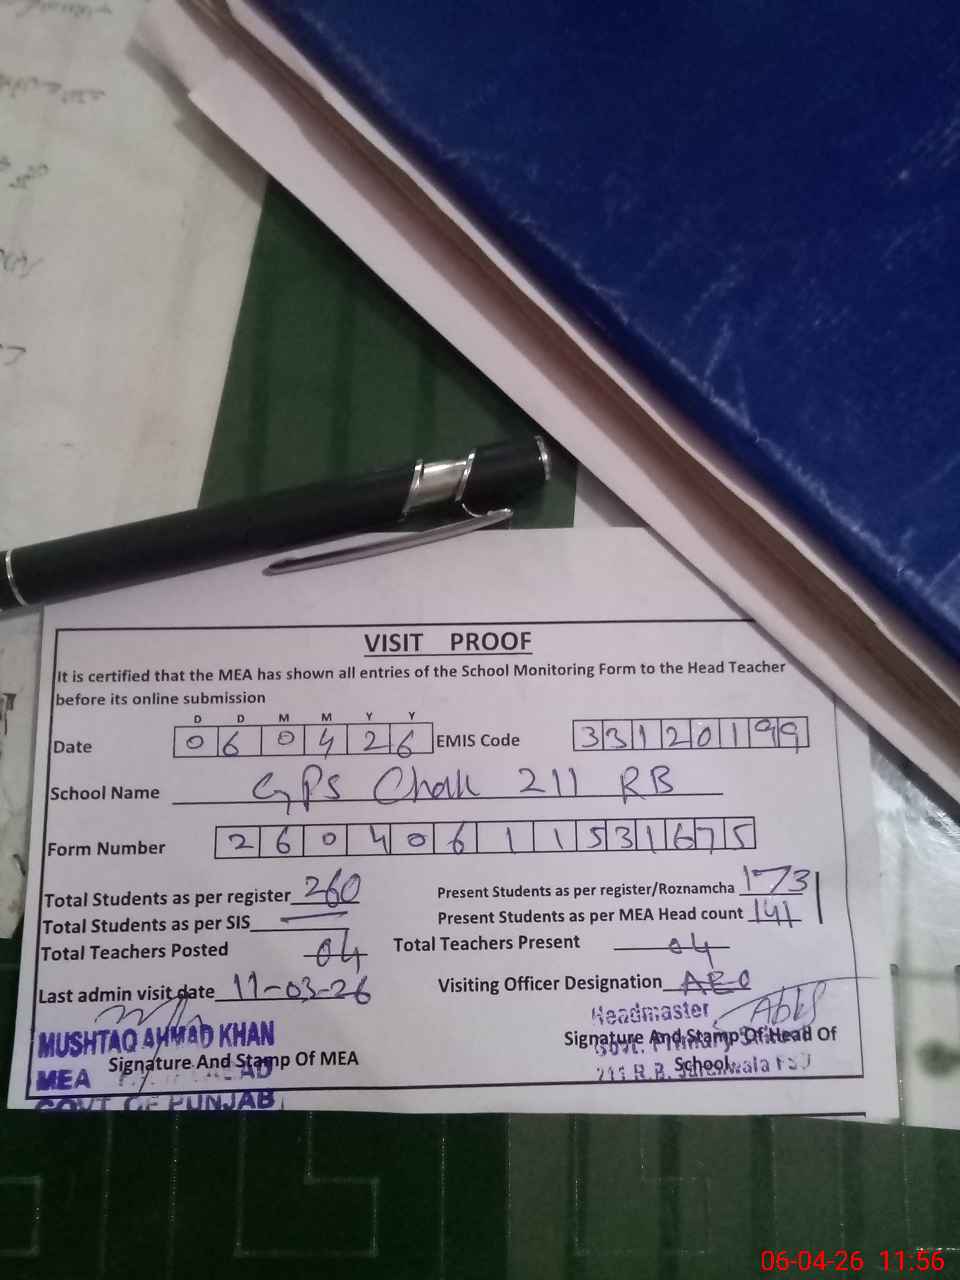 VISIT PROOF
It is certified that the MEA has shown all entries of the School Monitoring Form to the Head Teacher
before its online submission
D D M M Y Y
Date 0 6 0 4 2 6 EMIS Code 3 3 1 2 0 1 9 9
School Name GPS Chak 211 RB
Form Number 2 6 0 4 0 6 1 1 5 3 1 6 7 5
Total Students as per register 260 Present Students as per register/Roznamcha 173
Total Students as per SIS — Present Students as per MEA Head count 141
Total Teachers Posted 04 Total Teachers Present 04
Last admin visit date 11-03-26 Visiting Officer Designation AEO
MUSHTAQ AHMAD KHAN Headmaster
Signature And Stamp Of MEA Signature And Stamp Of Head Of
School
MEA 211 R.B.
GOVT OF PUNJAB
06-04-26 11:56